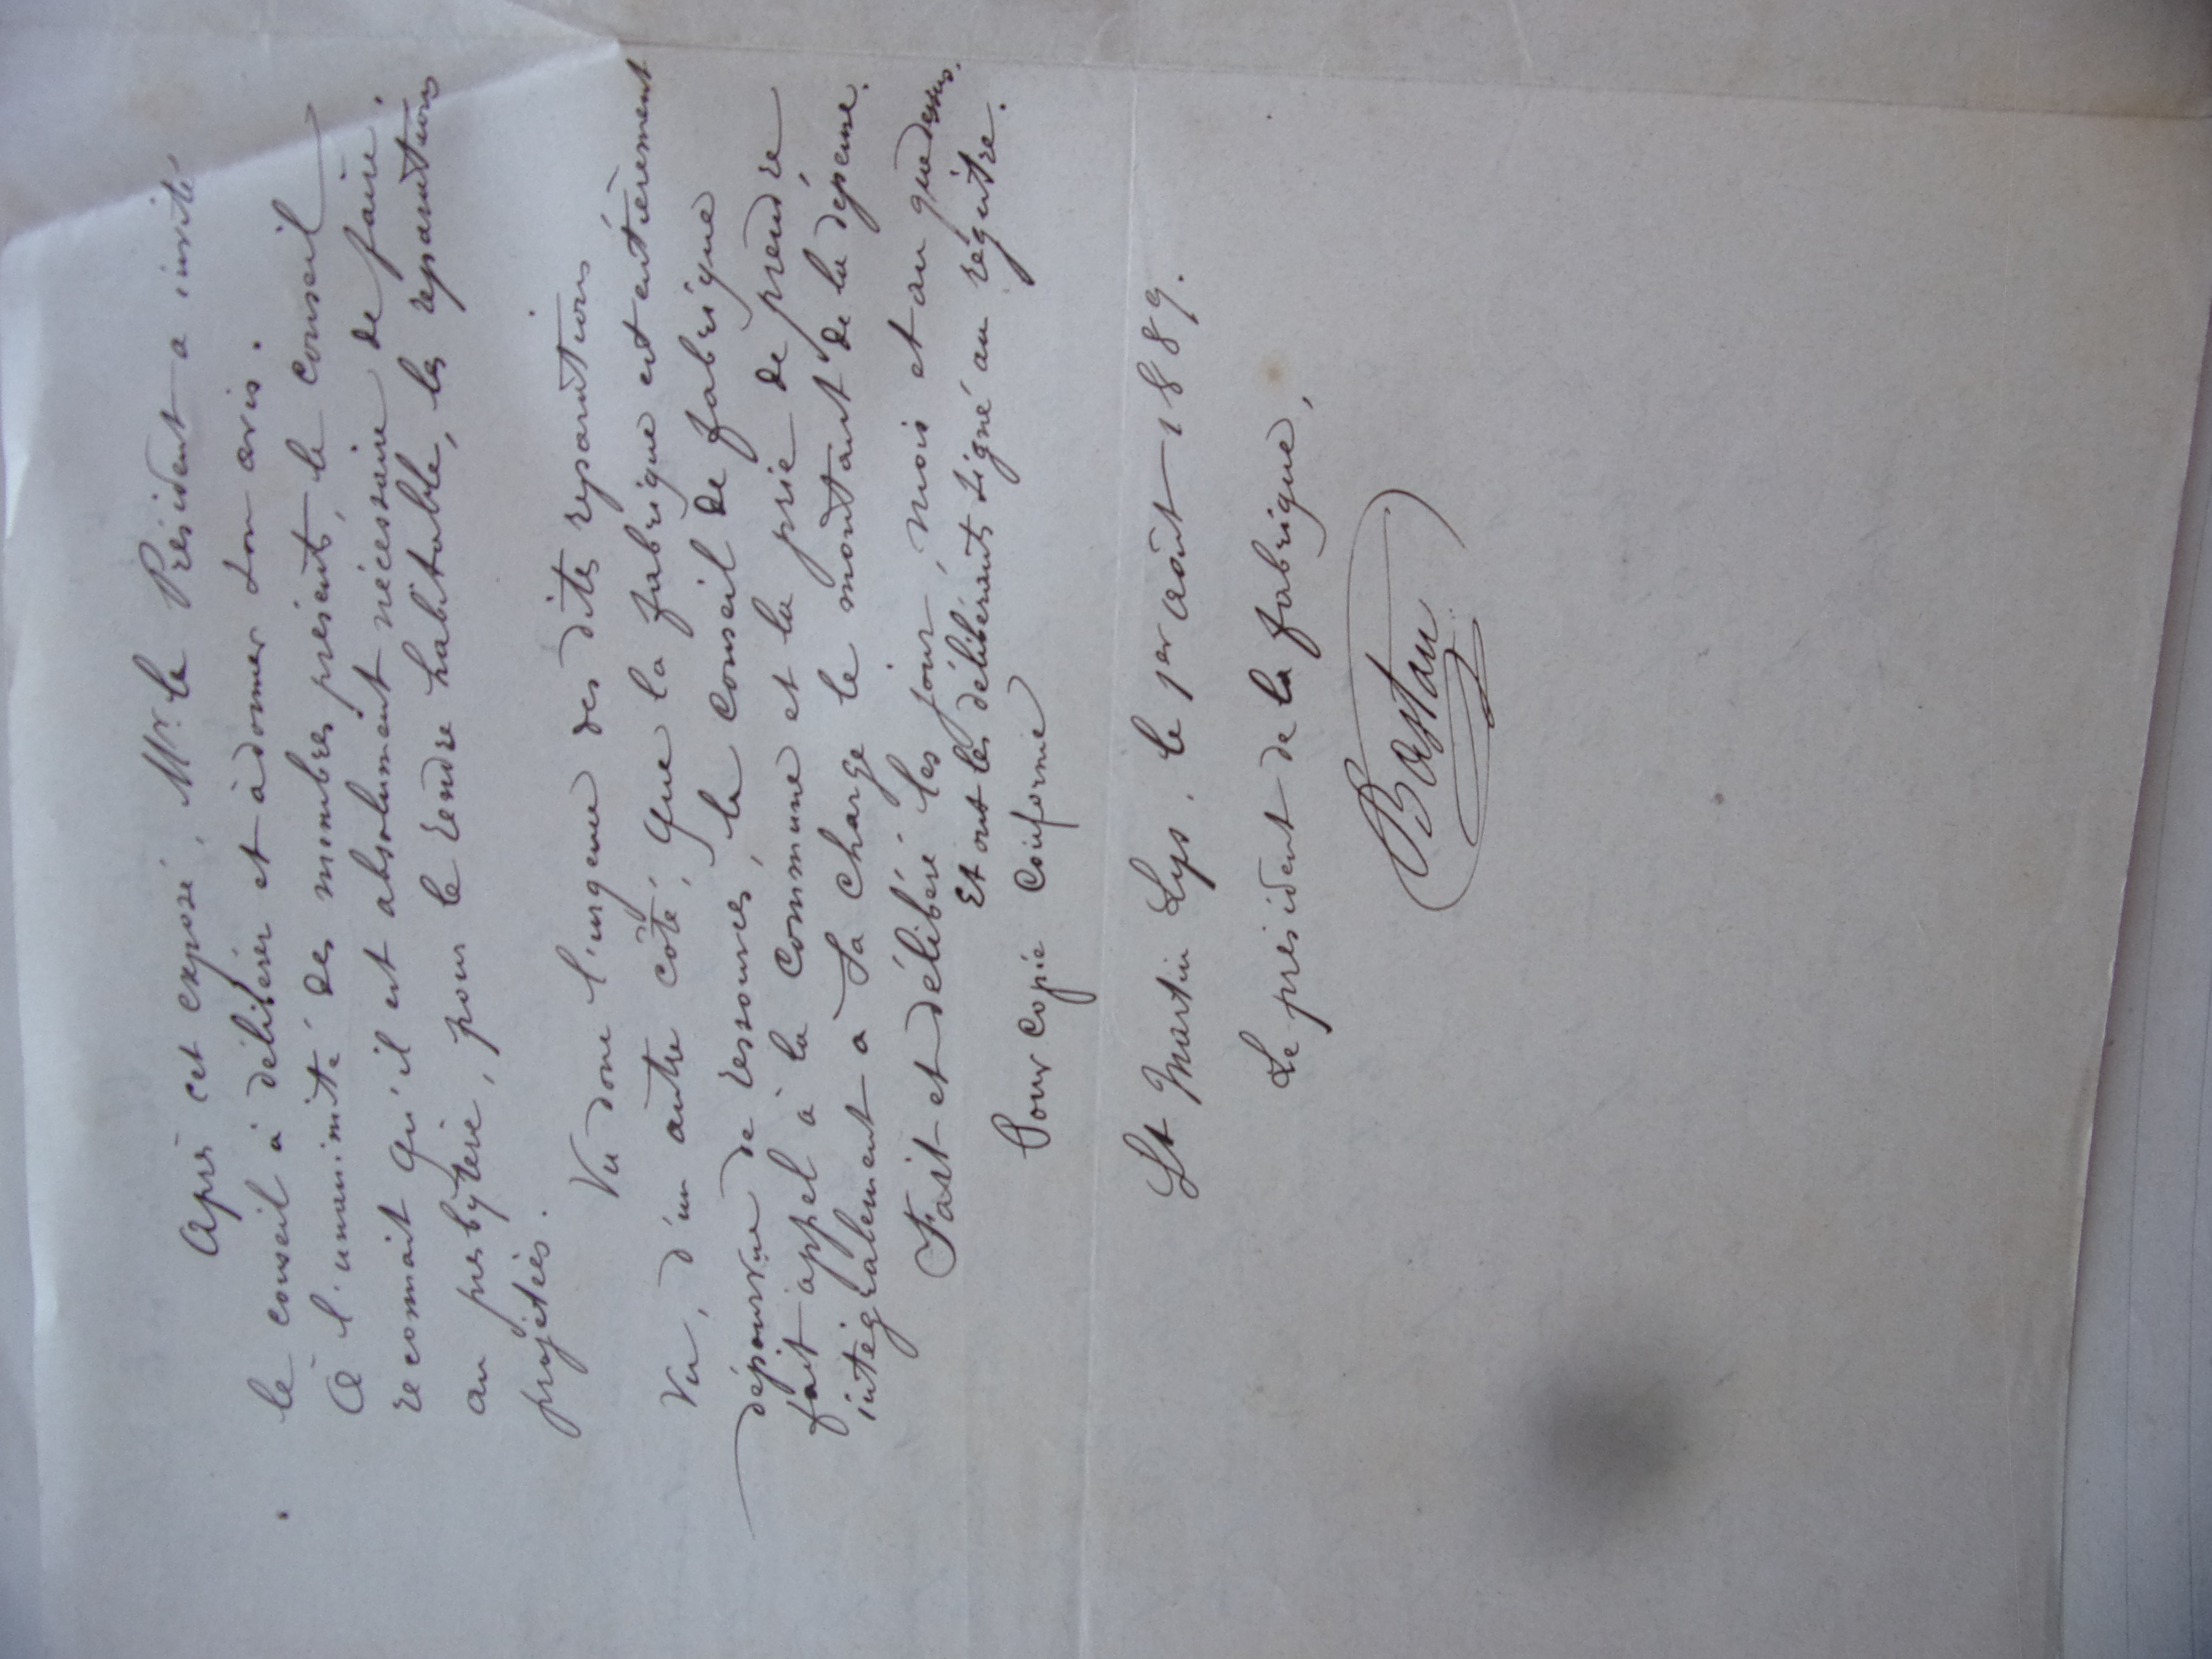 Après cet exposé, Mr. le Président a invité
le conseil à délibérer et à donner son avis.
A l'unanimité des membres présents, le conseil
reconnait qu'il est absolument nécessaire de faire,
au presbytère, pour le rendre habitable, les reparations
projetées.
Vu donc l'urgence des dites reparations,
Vu, d'un autre côté, que la fabrique est entièrement
dépourvue de ressources, le conseil de fabrique
fait appel à la commune et la prie de prendre
intégralement a sa charge le montant de la dépense.
Fait et délibéré les jour, mois et an que dessus.
Et ont les délibérants signé au registre.
Pour copie conforme
St Martin Lys, le 1er août 1889.
Le président de la fabrique,
Bastau